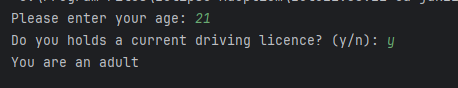 Please enter your age: 21
Do you holds a current driving licence? (y/n): y
You are an adult